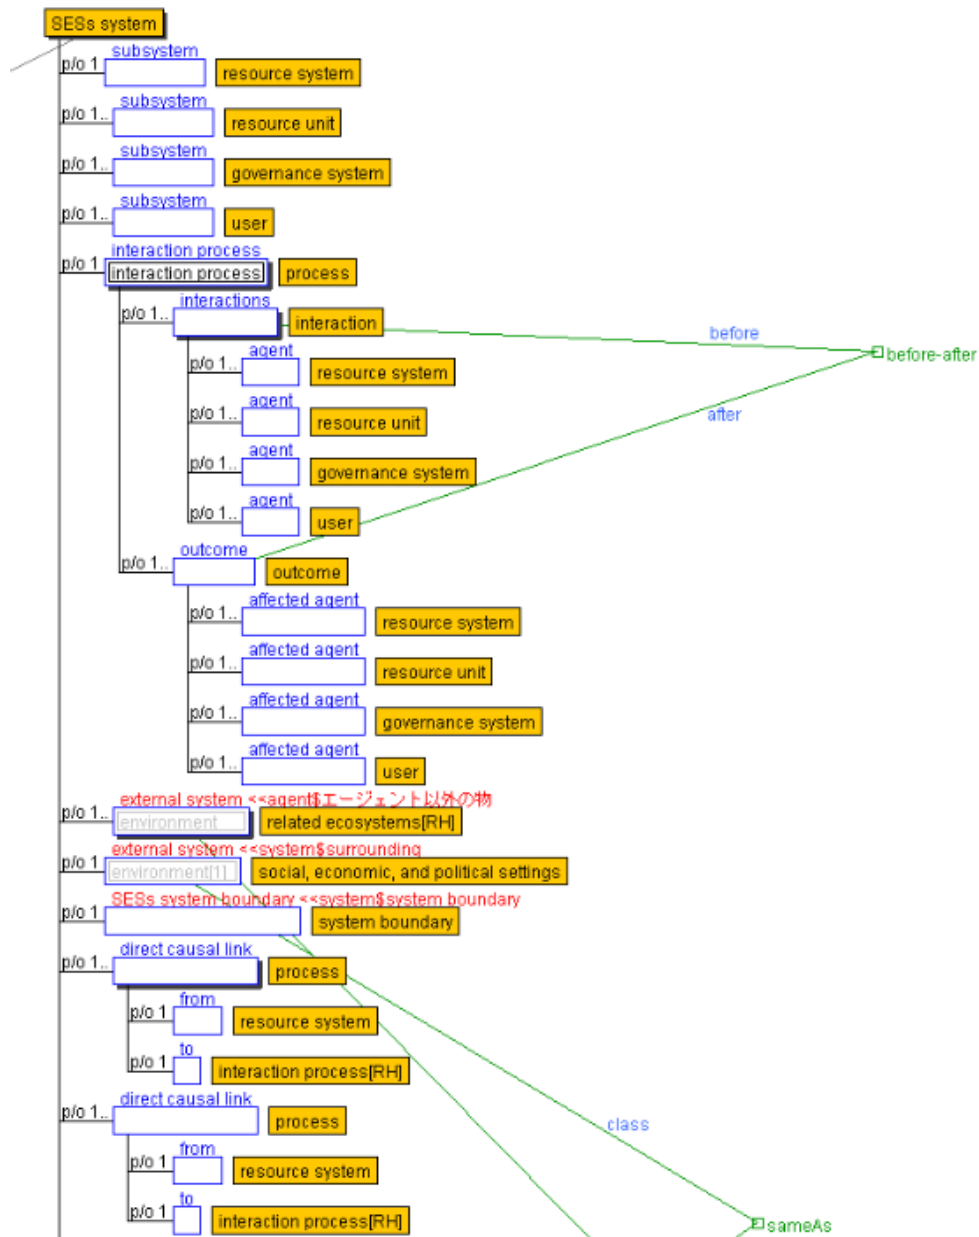 SESs system
subsystem
p/o 1 resource system
subsystem
p/o 1.. resource unit
subsystem
p/o 1.. governance system
subsystem
p/o 1.. user
interaction process
p/o 1 interaction process process
interactions
p/o 1.. interaction
before
before-after
agent
p/o 1.. resource system
agent
p/o 1.. resource unit
after
agent
p/o 1.. governance system
agent
p/o 1.. user
outcome
p/o 1.. outcome
affected agent
p/o 1.. resource system
affected agent
p/o 1.. resource unit
affected agent
p/o 1.. governance system
affected agent
p/o 1.. user
external system <<agent$エージェント以外の物
p/o 1.. environment related ecosystems[RH]
external system <<system$surrounding
p/o 1 environment[1] social, economic, and political settings
SESs system boundary <<system$system boundary
p/o 1 system boundary
direct causal link
p/o 1.. process
from
p/o 1 resource system
to
p/o 1 interaction process[RH]
direct causal link
p/o 1.. process
class
from
p/o 1 resource system
to
p/o 1 interaction process[RH]
sameAs